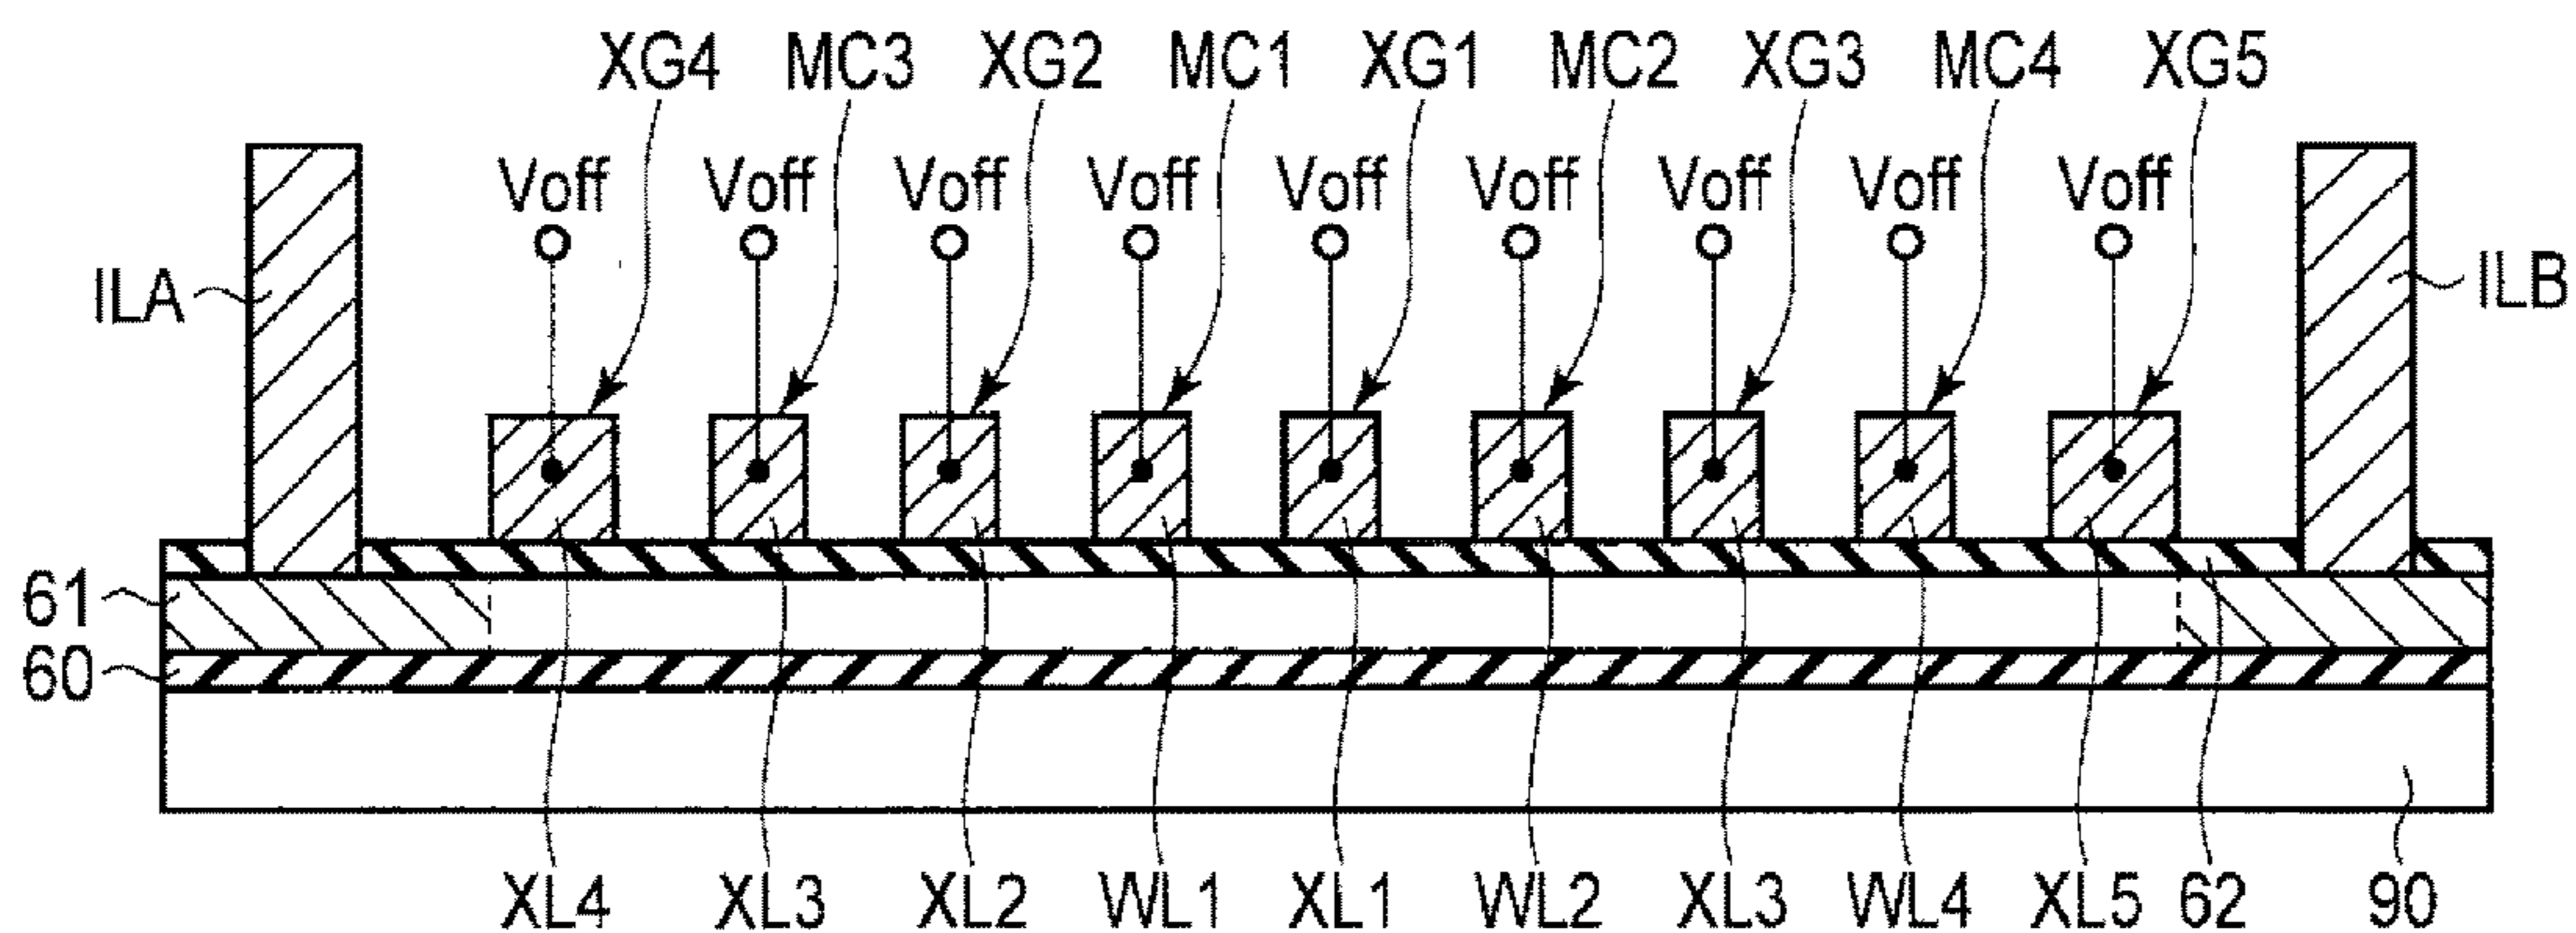 XG4 MC3 XG2 MC1 XG1 MC2 XG3 MC4 XG5
Voff Voff Voff Voff Voff Voff Voff Voff Voff
ILA ILB
61
60
XL4 XL3 XL2 WL1 XL1 WL2 XL3 WL4 XL5 62 90